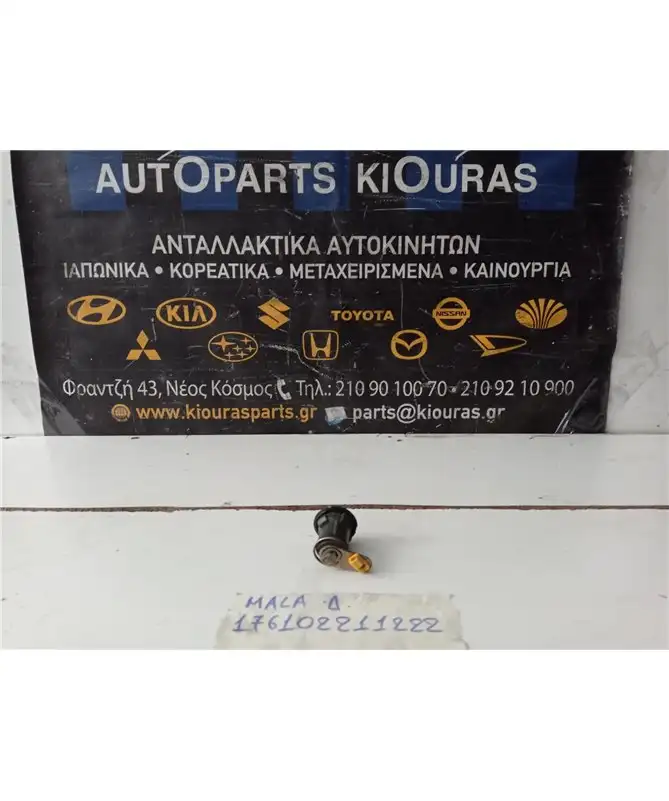 AUTOPARTS KIOURAS
ΑΝΤΑΛΛΑΚΤΙΚΑ ΑΥΤΟΚΙΝΗΤΩΝ
ΙΑΠΩΝΙΚΑ • ΚΟΡΕΑΤΙΚΑ • ΜΕΤΑΧΕΙΡΙΣΜΕΝΑ • ΚΑΙΝΟΥΡΓΙΑ
KIA TOYOTA NISSAN
Φραντζή 43, Νέος Κόσμος Τηλ.: 210 90 100 70 - 210 92 10 900
www.kiourasparts.gr parts@kiouras.gr
MALA Δ
176102211222